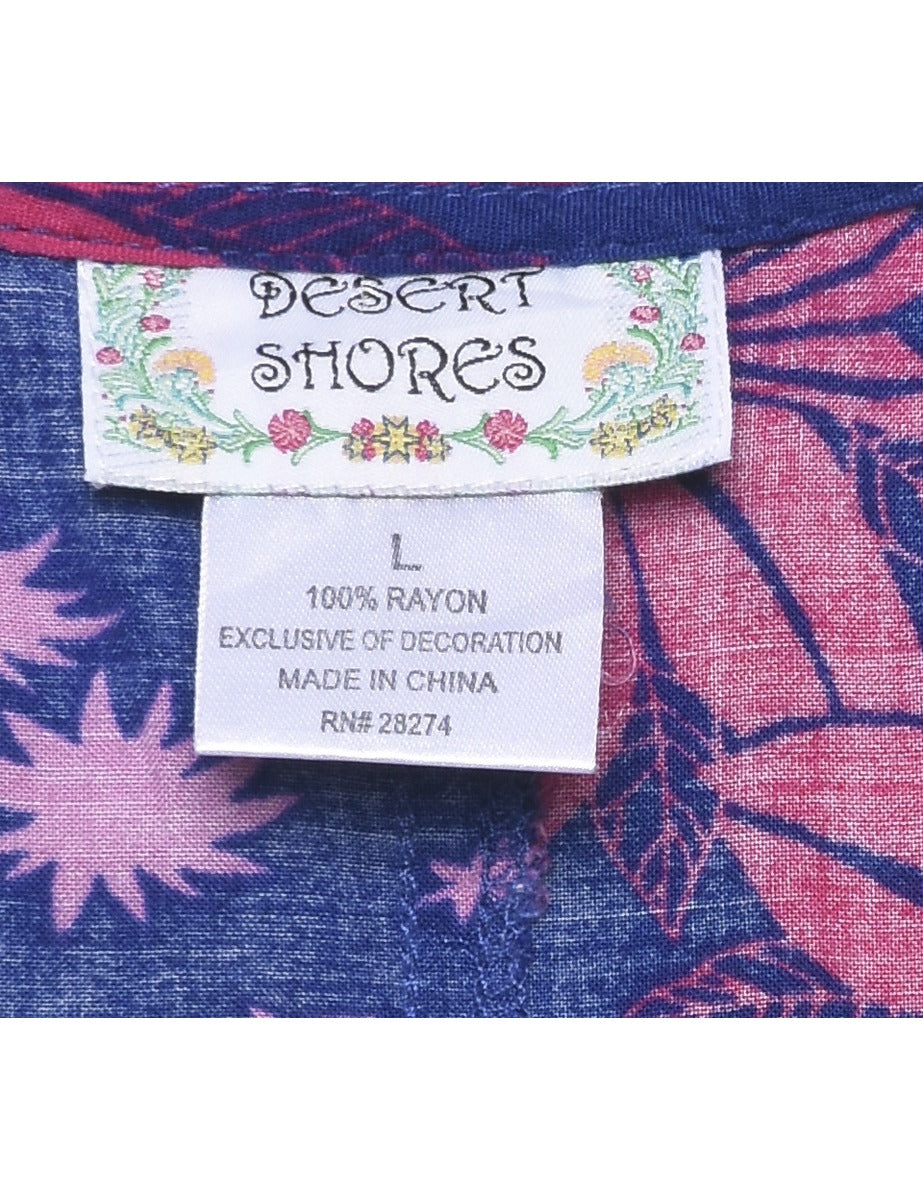 DESERT
SHORES
L
100% RAYON
EXCLUSIVE OF DECORATION
MADE IN CHINA
RN# 28274